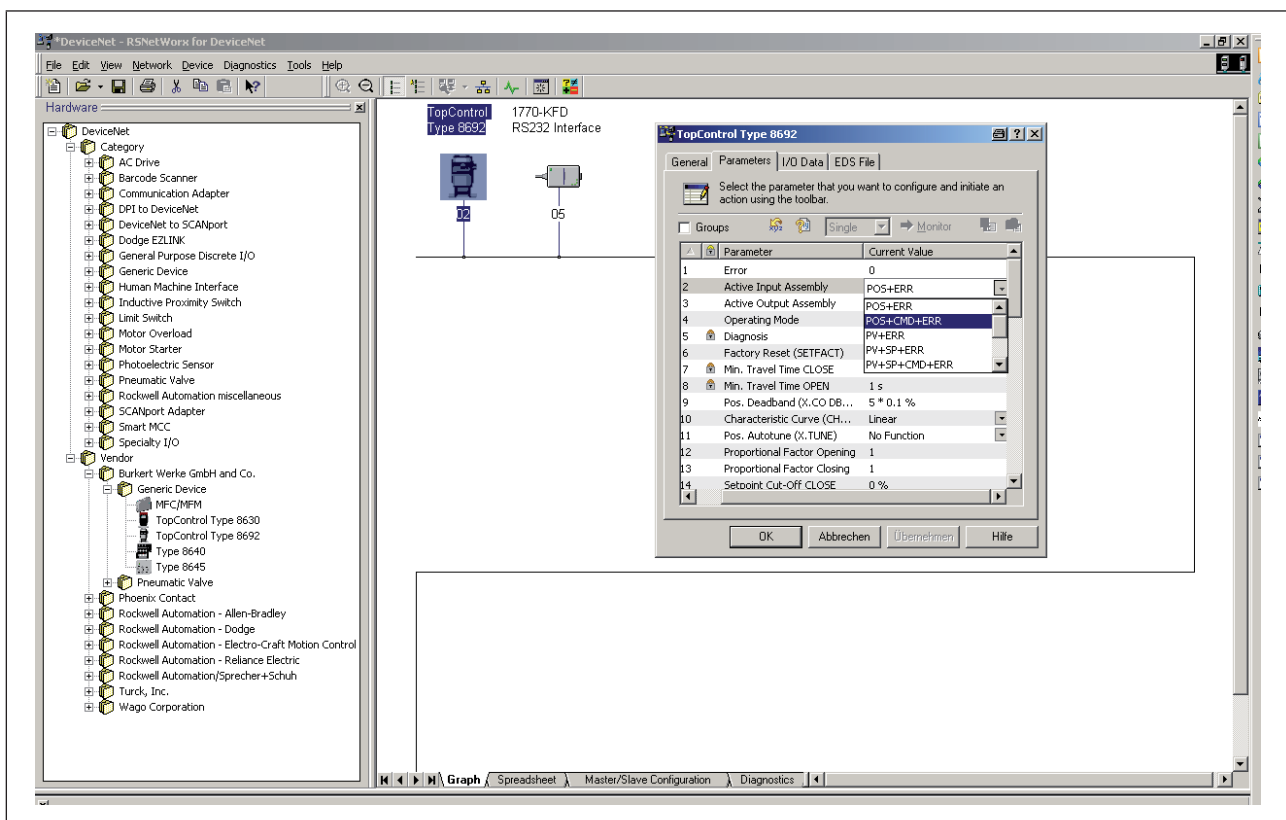 *DeviceNet - RSNetWorx for DeviceNet
File Edit View Network Device Diagnostics Tools Help
Hardware
DeviceNet
Category
AC Drive
Barcode Scanner
Communication Adapter
DPI to DeviceNet
DeviceNet to SCANport
Dodge EZLINK
General Purpose Discrete I/O
Generic Device
Human Machine Interface
Inductive Proximity Switch
Limit Switch
Motor Overload
Motor Starter
Photoelectric Sensor
Pneumatic Valve
Rockwell Automation miscellaneous
SCANport Adapter
Smart MCC
Specialty I/O
Vendor
Burkert Werke GmbH and Co.
Generic Device
MFC/MFM
TopControl Type 8630
TopControl Type 8692
Type 8640
Type 8645
Pneumatic Valve
Phoenix Contact
Rockwell Automation - Allen-Bradley
Rockwell Automation - Dodge
Rockwell Automation - Electro-Craft Motion Control
Rockwell Automation - Reliance Electric
Rockwell Automation/Sprecher+Schuh
Turck, Inc.
Wago Corporation
TopControl
Type 8692
02
1770-KFD
RS232 Interface
05
TopControl Type 8692
General Parameters I/O Data EDS File
Select the parameter that you want to configure and initiate an
action using the toolbar.
Groups Single Monitor
Parameter Current Value
1 Error 0
2 Active Input Assembly POS+ERR
3 Active Output Assembly POS+ERR
4 Operating Mode POS+CMD+ERR
5 Diagnosis PV+ERR
6 Factory Reset (SETFACT) PV+SP+ERR
7 Min. Travel Time CLOSE PV+SP+CMD+ERR
8 Min. Travel Time OPEN 1 s
9 Pos. Deadband (X.CO DB... 5 * 0.1 %
10 Characteristic Curve (CH... Linear
11 Pos. Autotune (X.TUNE) No Function
12 Proportional Factor Opening 1
13 Proportional Factor Closing 1
14 Setpoint Cut-Off CLOSE 0 %
OK Abbrechen Übernehmen Hilfe
Graph Spreadsheet Master/Slave Configuration Diagnostics